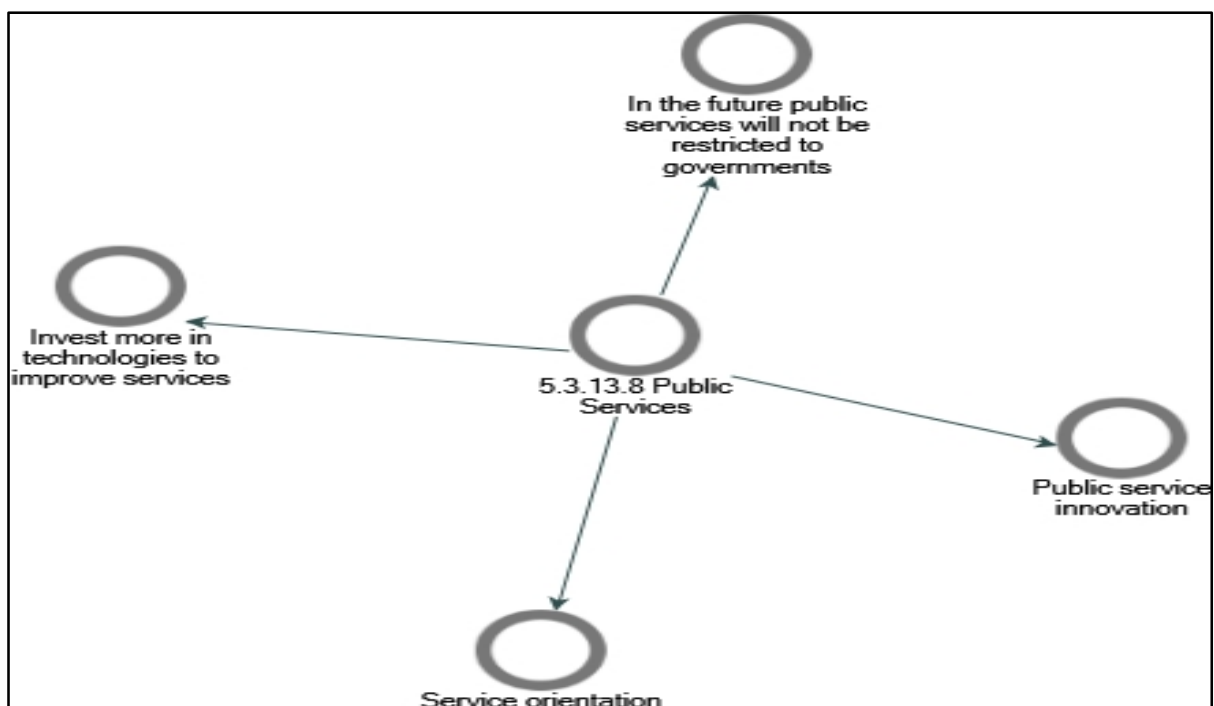 In the future public
services will not be
restricted to
governments
Invest more in
technologies to
improve services
5.3.13.8 Public
Services
Public service
innovation
Service orientation